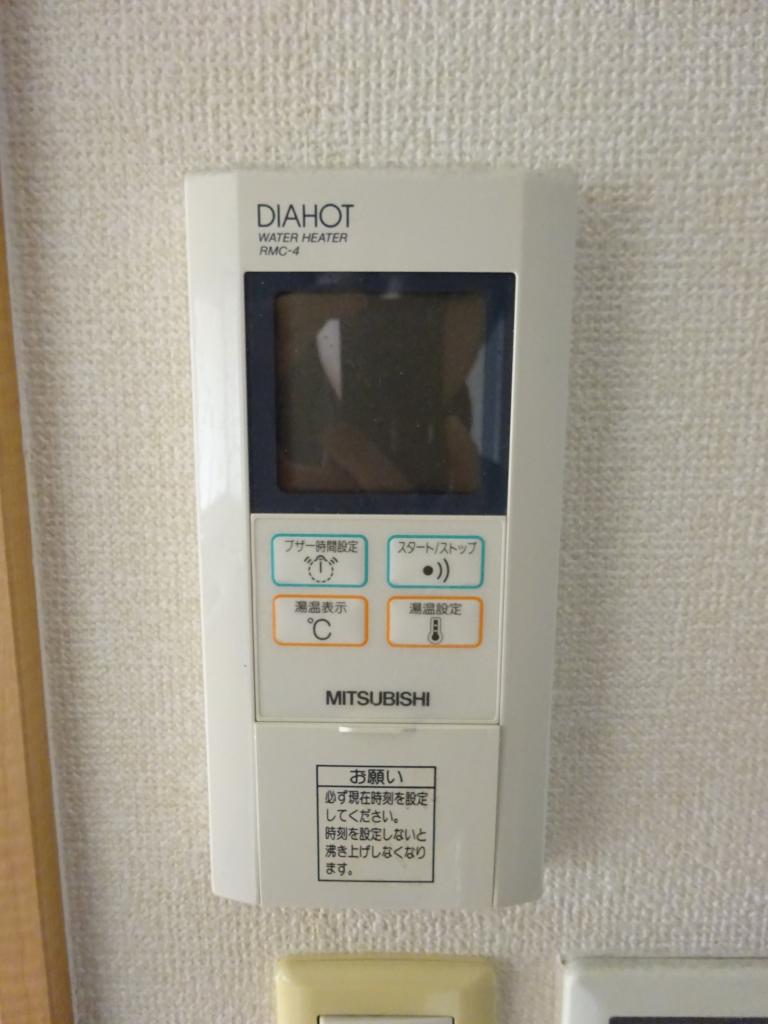 DIAHOT
WATER HEATER
RMC-4
ブザー時間設定
スタート/ストップ
湯温表示
湯温設定
℃
MITSUBISHI
お願い
必ず現在時刻を設定
してください。
時刻を設定しないと
沸き上げしなくなり
ます。